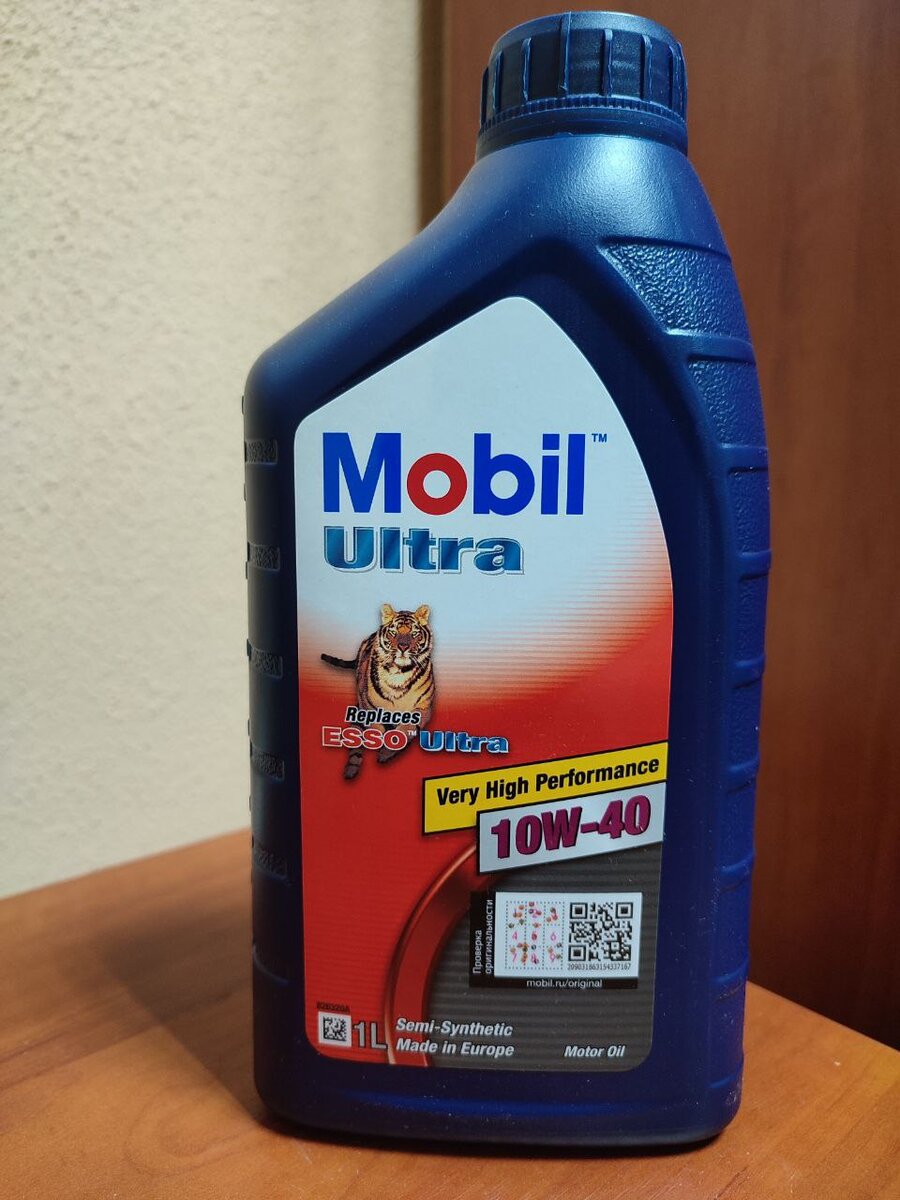 Mobil™
Ultra
Replaces
ESSO™ Ultra
Very High Performance
10W-40
Проверка
оригинальности
209031863154337167
mobil.ru/original
1L
Semi-Synthetic
Made in Europe
Motor Oil